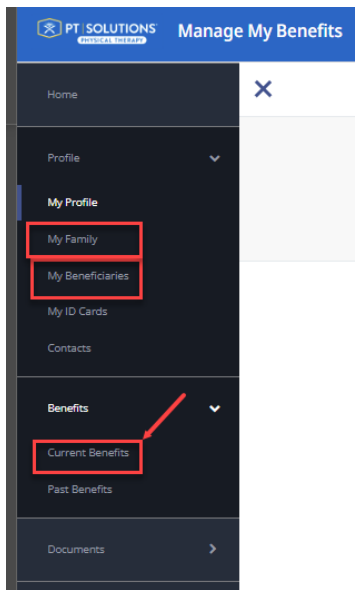 PT SOLUTIONS
PHYSICAL THERAPY
Manage My Benefits
Home
Profile
My Profile
My Family
My Beneficiaries
My ID Cards
Contacts
Benefits
Current Benefits
Past Benefits
Documents